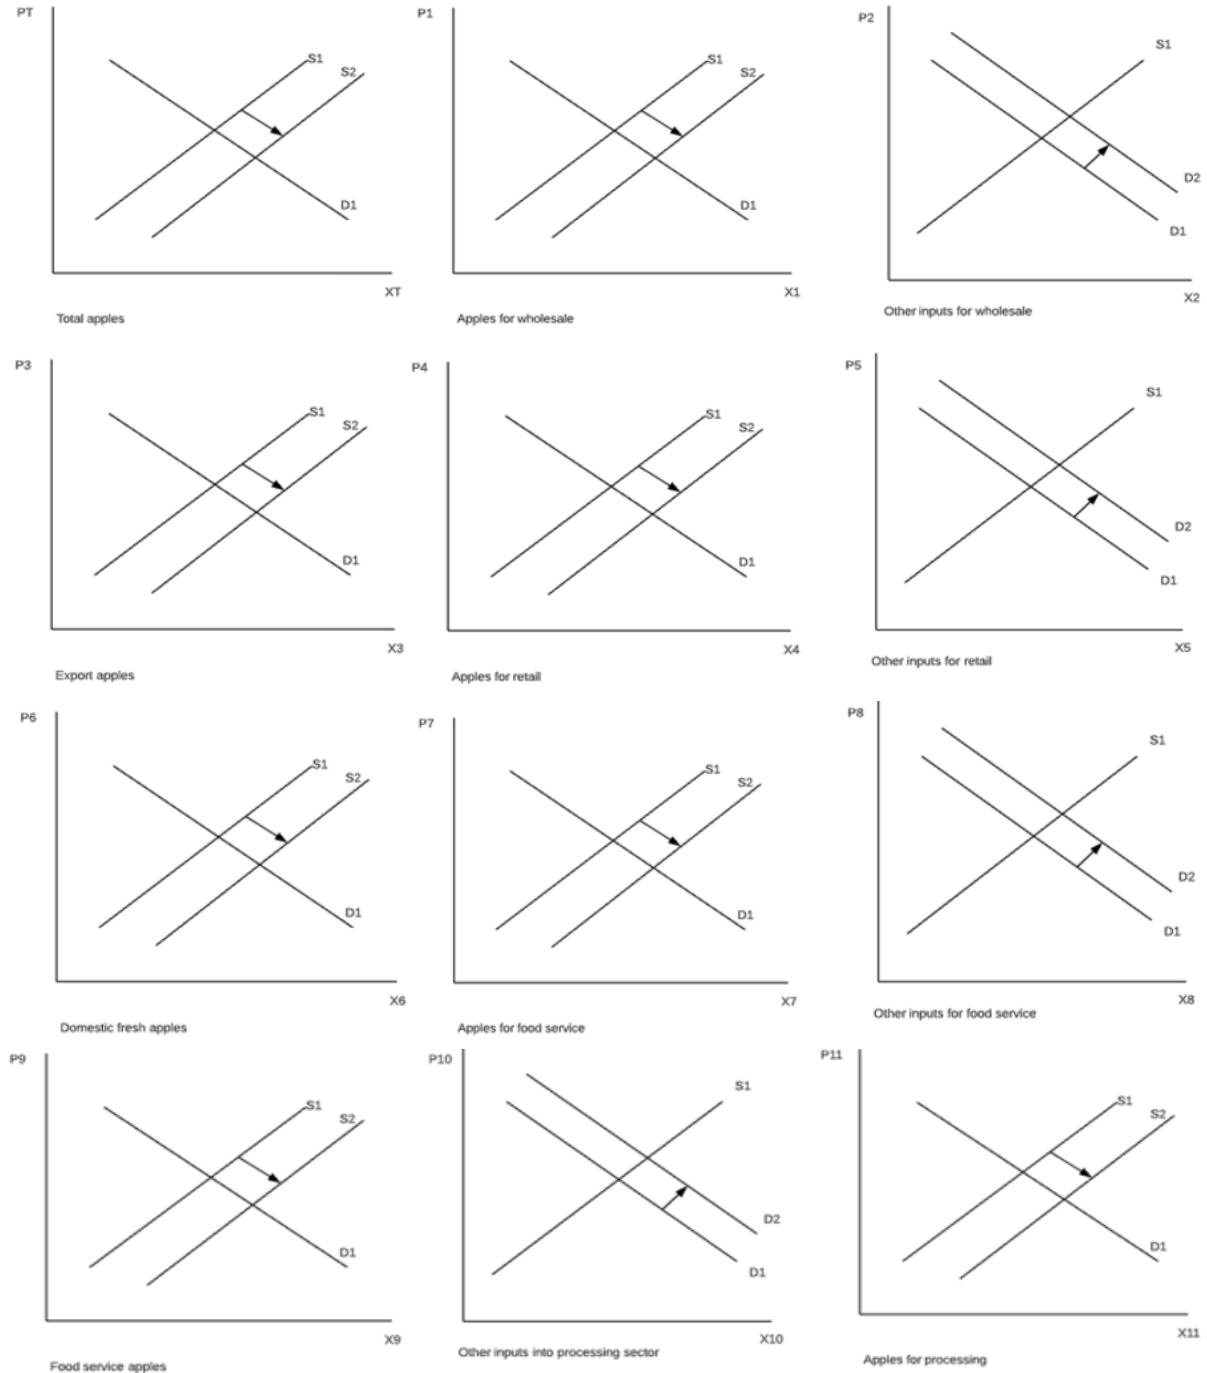 PT
S1
S2
D1
XT
Total apples
P1
S1
S2
D1
X1
Apples for wholesale
P2
S1
D2
D1
X2
Other inputs for wholesale
P3
S1
S2
D1
X3
Export apples
P4
S1
S2
D1
X4
Apples for retail
P5
S1
D2
D1
X5
Other inputs for retail
P6
S1
S2
D1
X6
Domestic fresh apples
P7
S1
S2
D1
X7
Apples for food service
P8
S1
D2
D1
X8
Other inputs for food service
P9
S1
S2
D1
X9
Food service apples
P10
S1
D2
D1
X10
Other inputs into processing sector
P11
S1
S2
D1
X11
Apples for processing